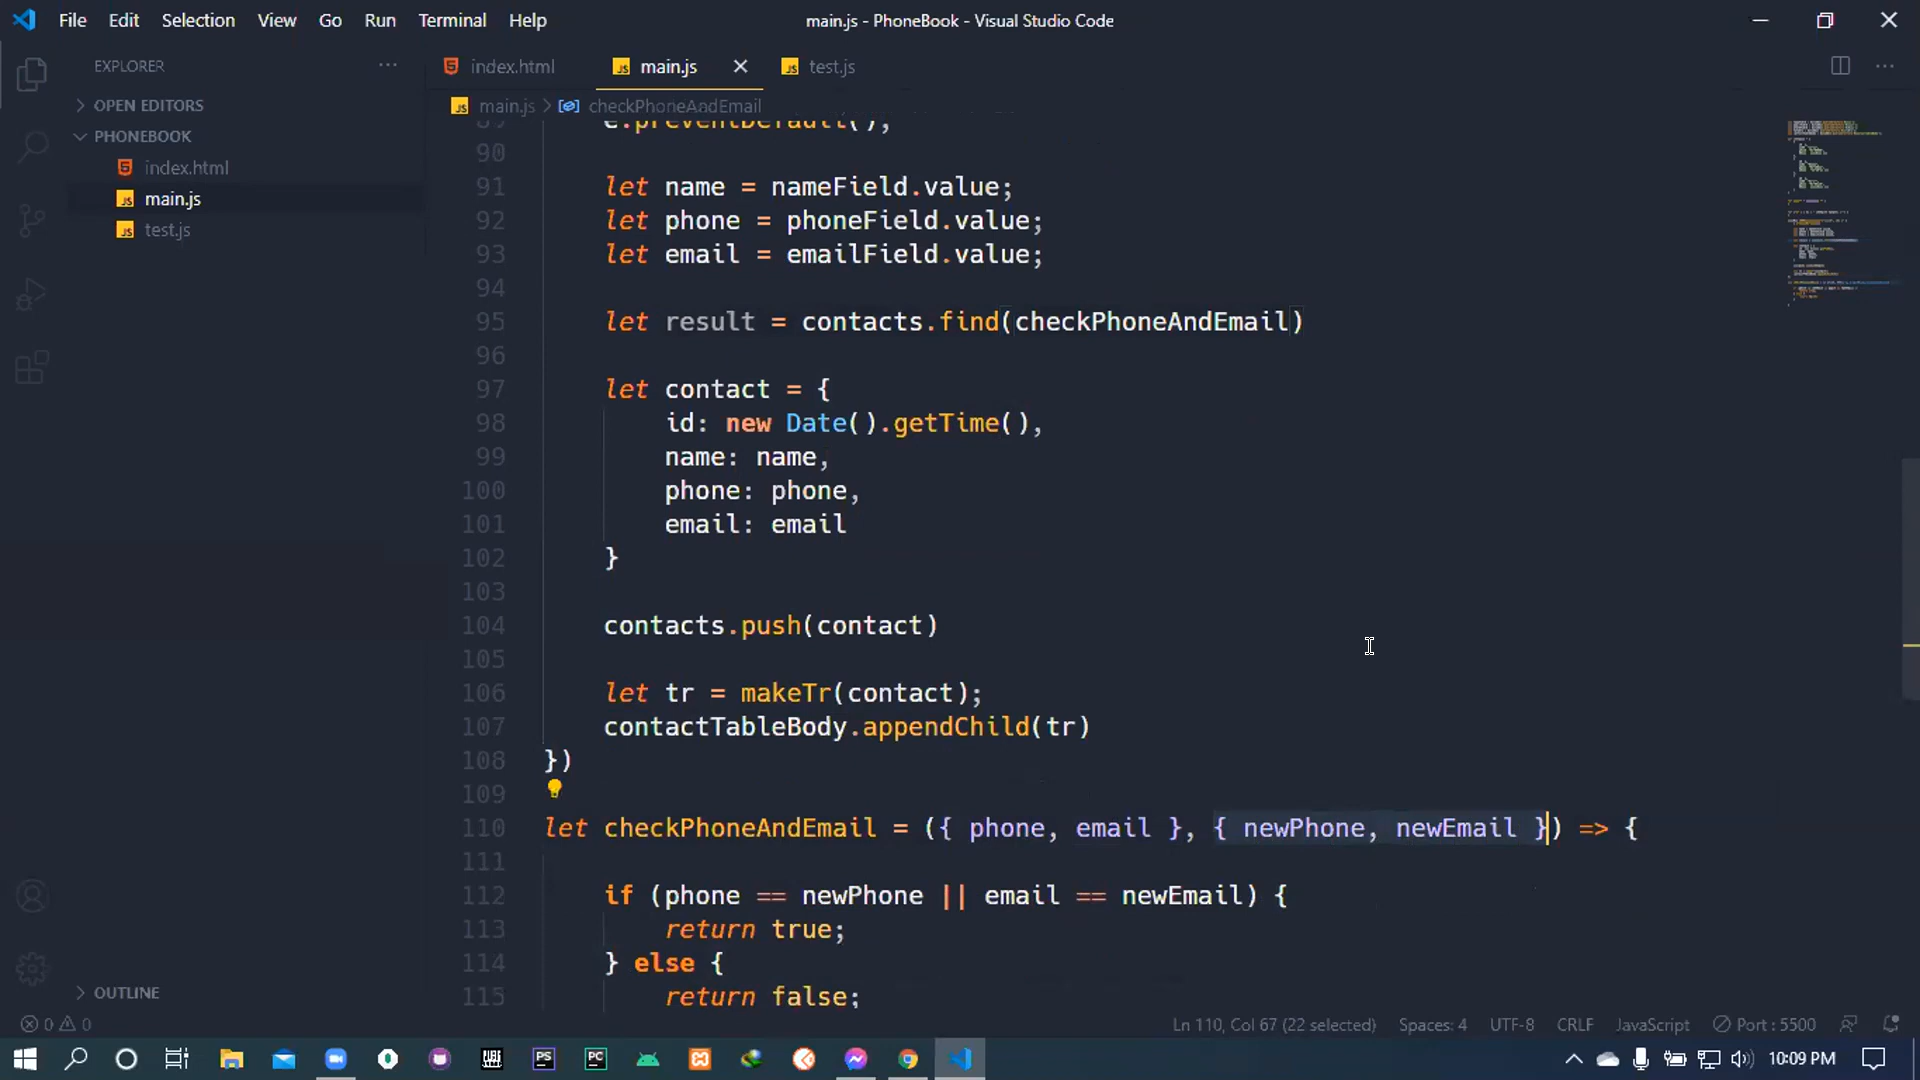 File Edit Selection View Go Run Terminal Help main.js - PhoneBook - Visual Studio Code
EXPLORER
index.html main.js test.js
OPEN EDITORS
main.js > checkPhoneAndEmail
PHONEBOOK
index.html
main.js
test.js
OUTLINE
89 e.preventDefault();
90
91 let name = nameField.value;
92 let phone = phoneField.value;
93 let email = emailField.value;
94
95 let result = contacts.find(checkPhoneAndEmail)
96
97 let contact = {
98 id: new Date().getTime(),
99 name: name,
100 phone: phone,
101 email: email
102 }
103
104 contacts.push(contact)
105
106 let tr = makeTr(contact);
107 contactTableBody.appendChild(tr)
108 })
109
110 let checkPhoneAndEmail = ({ phone, email }, { newPhone, newEmail }) => {
111
112 if (phone == newPhone || email == newEmail) {
113 return true;
114 } else {
115 return false;
0 0 Ln 110, Col 67 (22 selected) Spaces: 4 UTF-8 CRLF JavaScript Port : 5500
PS PC 10:09 PM